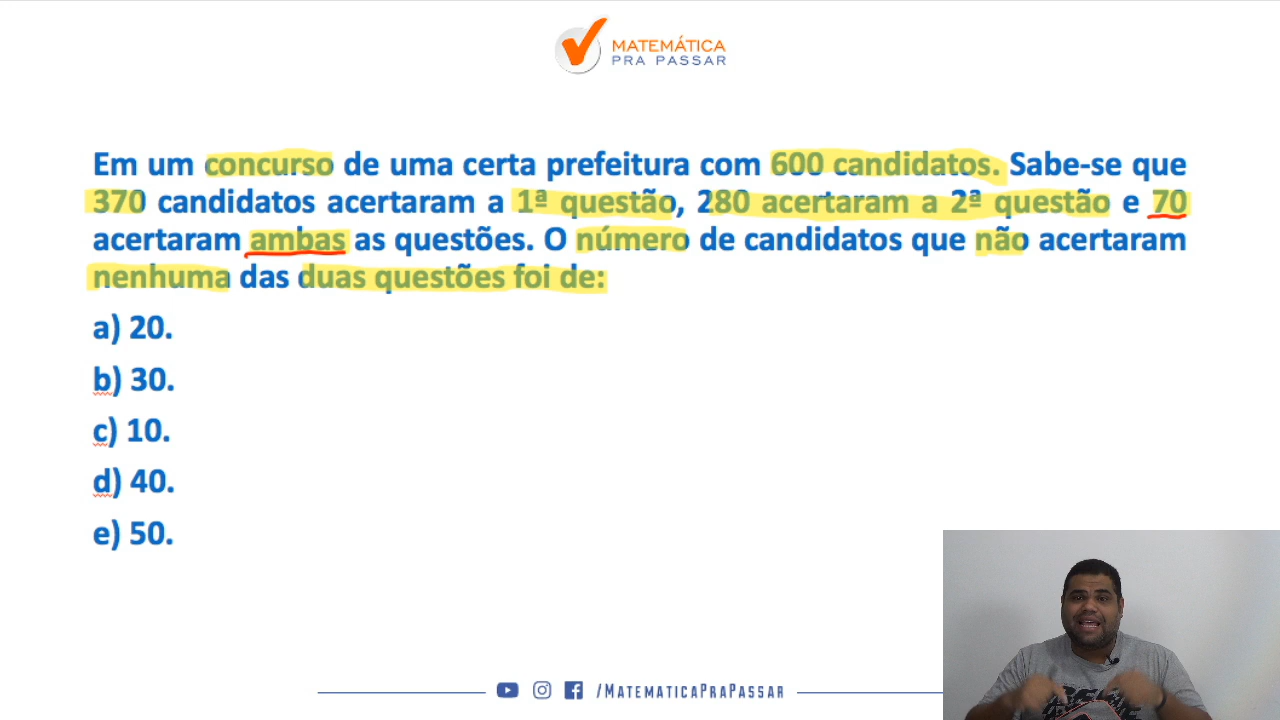 MATEMÁTICA
PRA PASSAR
Em um concurso de uma certa prefeitura com 600 candidatos. Sabe-se que
370 candidatos acertaram a 1ª questão, 280 acertaram a 2ª questão e 70
acertaram ambas as questões. O número de candidatos que não acertaram
nenhuma das duas questões foi de:
a) 20.
b) 30.
c) 10.
d) 40.
e) 50.
/MATEMATICAPRAPASSAR